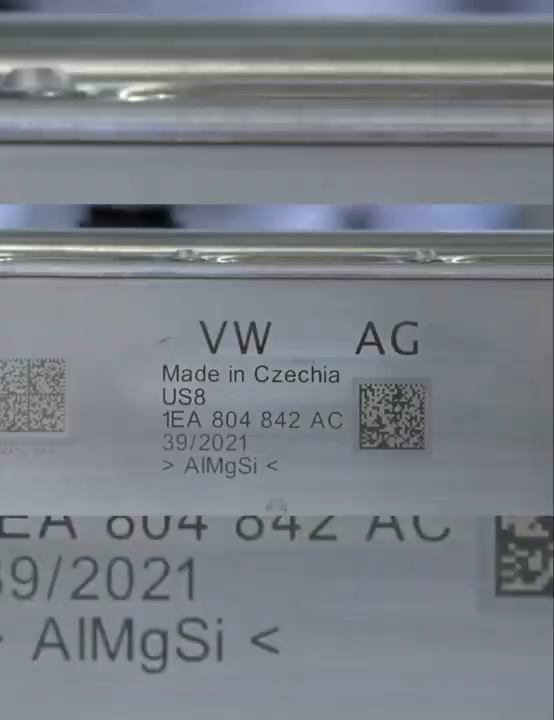 VW AG
Made in Czechia
US8
1EA 804 842 AC
39/2021
> AlMgSi <
EA 804 842 AC
39/2021
> AlMgSi <